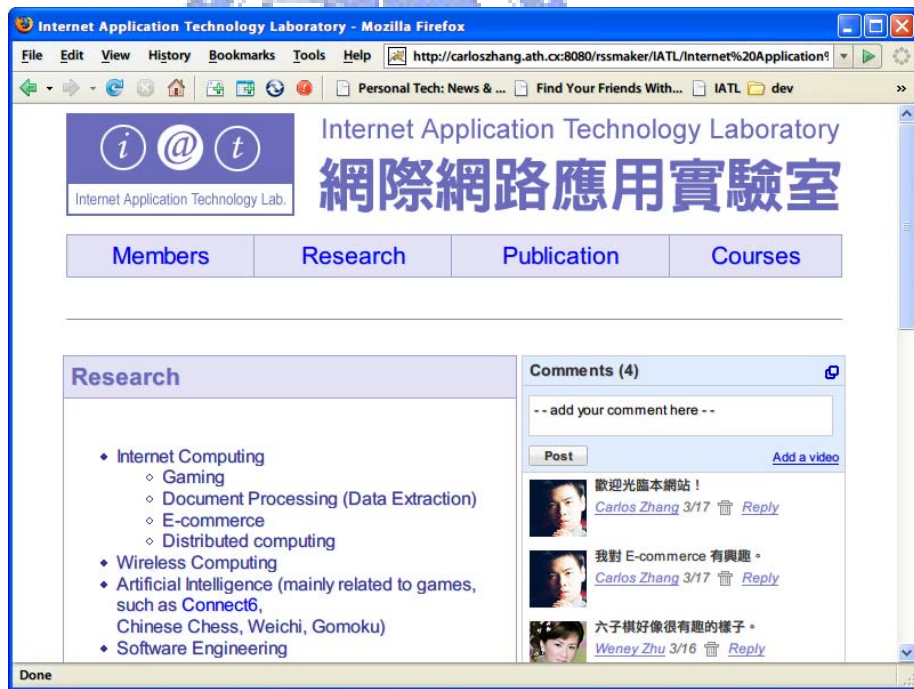 Internet Application Technology Laboratory - Mozilla Firefox
File Edit View History Bookmarks Tools Help http://carloszhang.ath.cx:8080/rssmaker/IATL/Internet%20Application%
Personal Tech: News & ... Find Your Friends With... IATL dev »
i @ t
Internet Application Technology Lab.
Internet Application Technology Laboratory
網際網路應用實驗室
Members Research Publication Courses
Research
Internet Computing
Gaming
Document Processing (Data Extraction)
E-commerce
Distributed computing
Wireless Computing
Artificial Intelligence (mainly related to games,
such as Connect6,
Chinese Chess, Weichi, Gomoku)
Software Engineering
Comments (4)
- - add your comment here - -
Post Add a video
歡迎光臨本網站！
Carlos Zhang 3/17 Reply
我對 E-commerce 有興趣。
Carlos Zhang 3/17 Reply
六子棋好像很有趣的樣子。
Weney Zhu 3/16 Reply
Done